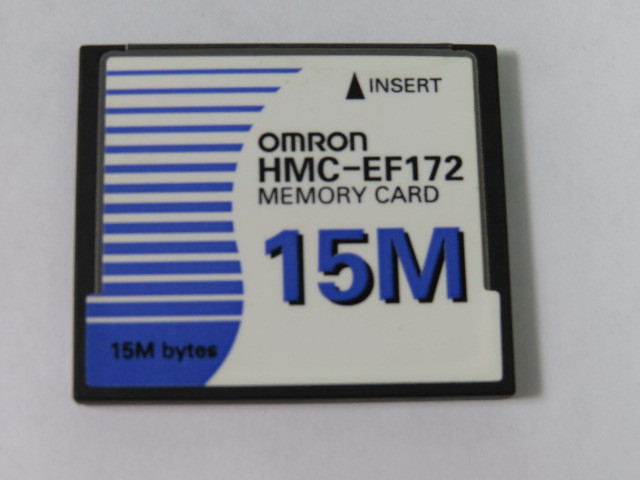 INSERT
omron
HMC-EF172
MEMORY CARD
15M
15M bytes